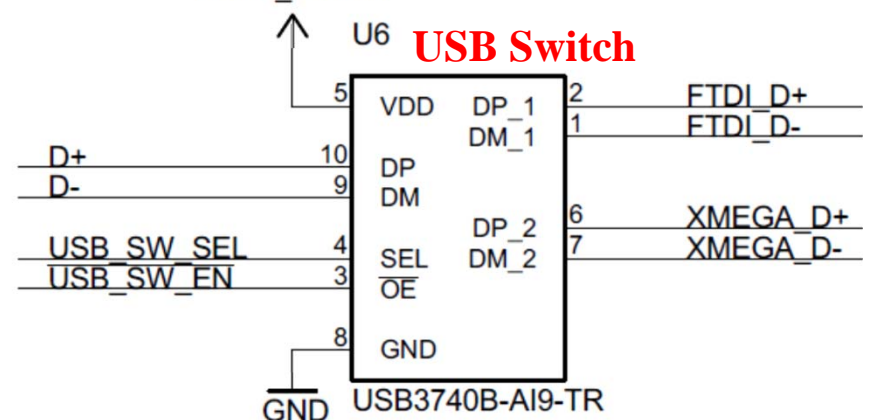 U6 USB Switch
5 VDD DP_1 2 FTDI_D+
DM_1 1 FTDI_D-
D+ 10 DP
D- 9 DM
DP_2 6 XMEGA_D+
USB_SW_SEL 4 SEL DM_2 7 XMEGA_D-
USB_SW_EN 3 OE
8 GND
GND USB3740B-AI9-TR